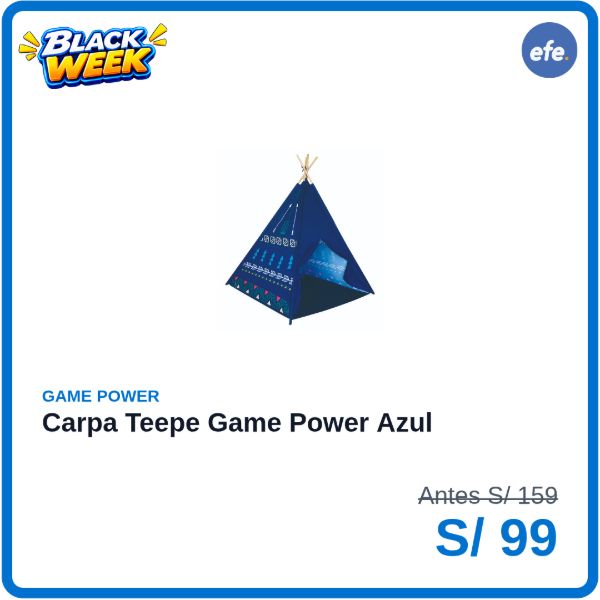 BLACK
WEEK
efe.
GAME POWER
Carpa Teepe Game Power Azul
Antes S/ 159
S/ 99